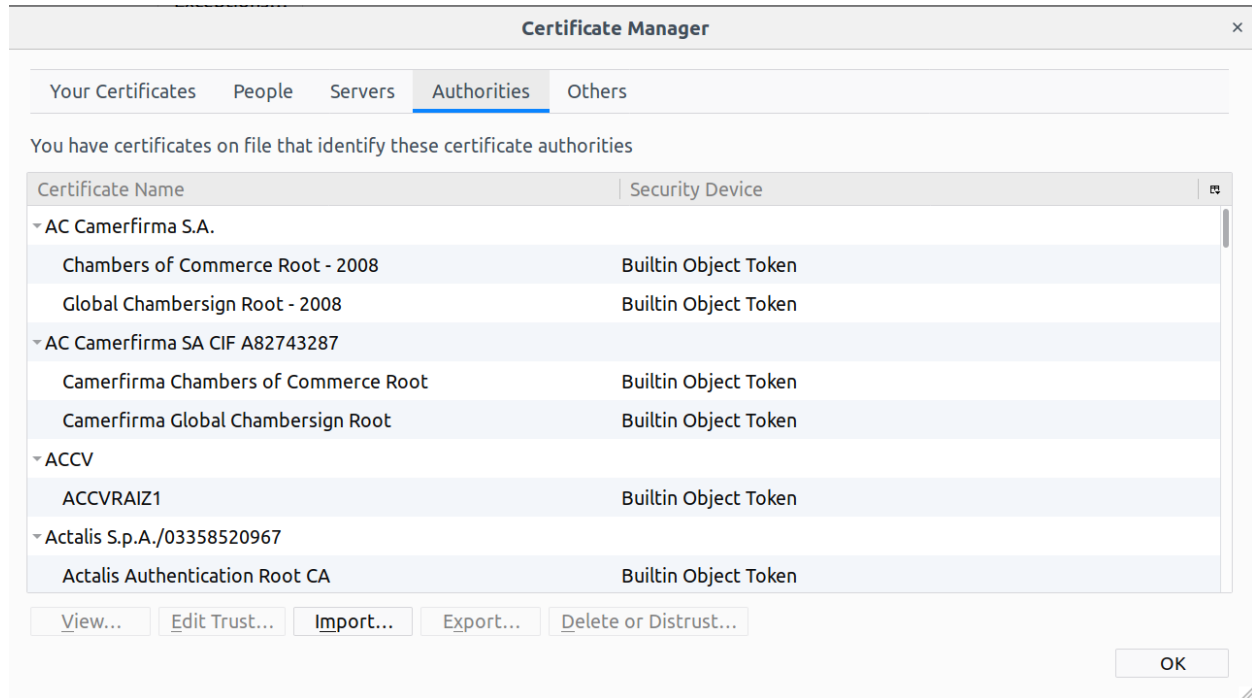 Certificate Manager
Your Certificates People Servers Authorities Others
You have certificates on file that identify these certificate authorities
Certificate Name Security Device
AC Camerfirma S.A.
Chambers of Commerce Root - 2008 Builtin Object Token
Global Chambersign Root - 2008 Builtin Object Token
AC Camerfirma SA CIF A82743287
Camerfirma Chambers of Commerce Root Builtin Object Token
Camerfirma Global Chambersign Root Builtin Object Token
ACCV
ACCVRAIZ1 Builtin Object Token
Actalis S.p.A./03358520967
Actalis Authentication Root CA Builtin Object Token
View... Edit Trust... Import... Export... Delete or Distrust...
OK